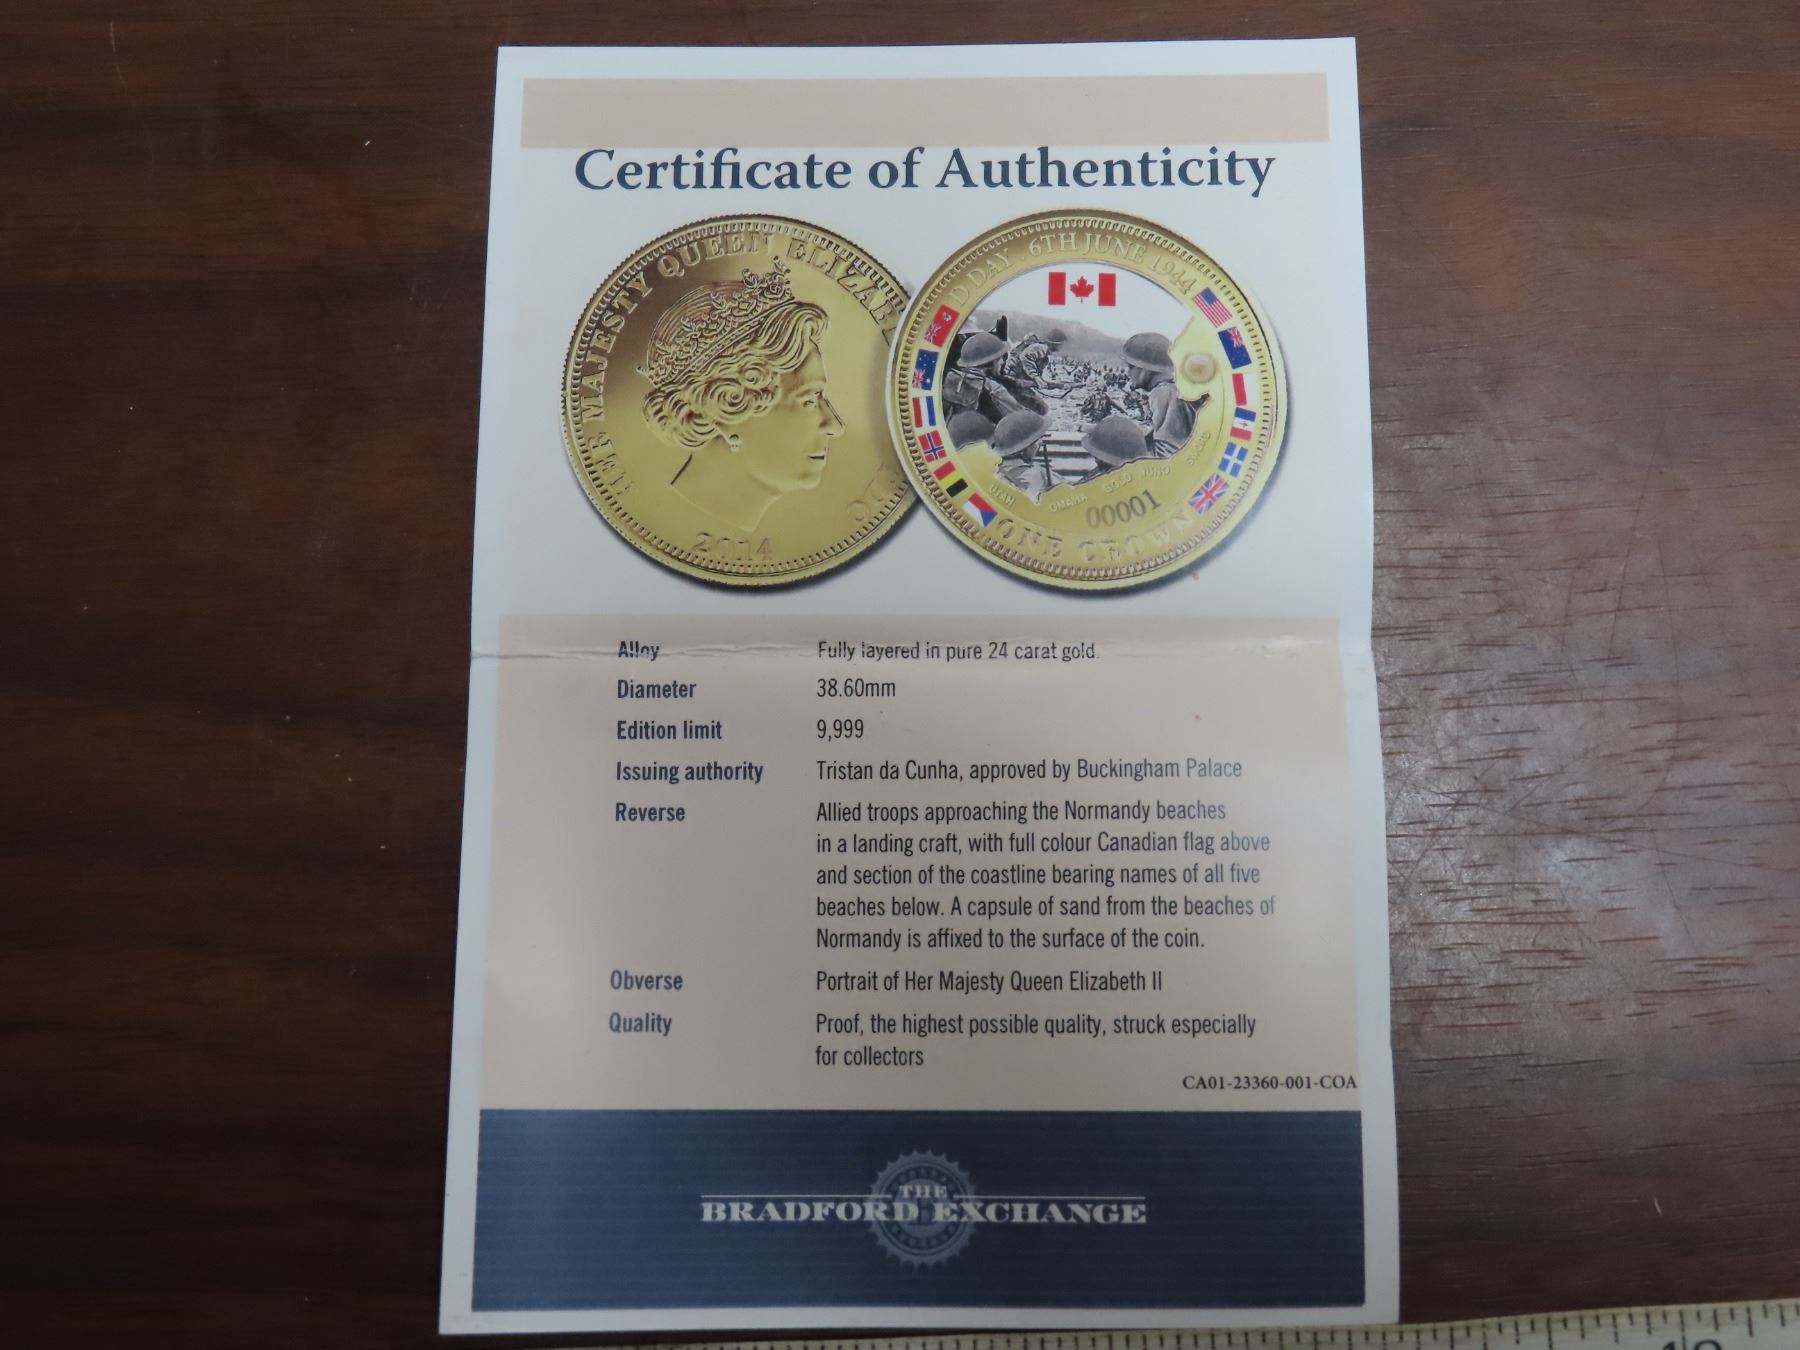 Certificate of Authenticity
HER MAJESTY QUEEN ELIZAB
2014
D DAY . 6TH JUNE 1944
UTAH OMAHA GOLD JUNO SWORD
00001
ONE CROWN
Alloy Fully layered in pure 24 carat gold.
Diameter 38.60mm
Edition limit 9,999
Issuing authority Tristan da Cunha, approved by Buckingham Palace
Reverse Allied troops approaching the Normandy beaches
in a landing craft, with full colour Canadian flag above
and section of the coastline bearing names of all five
beaches below. A capsule of sand from the beaches of
Normandy is affixed to the surface of the coin.
Obverse Portrait of Her Majesty Queen Elizabeth II
Quality Proof, the highest possible quality, struck especially
for collectors
CA01-23360-001-COA
THE
BRADFORD EXCHANGE